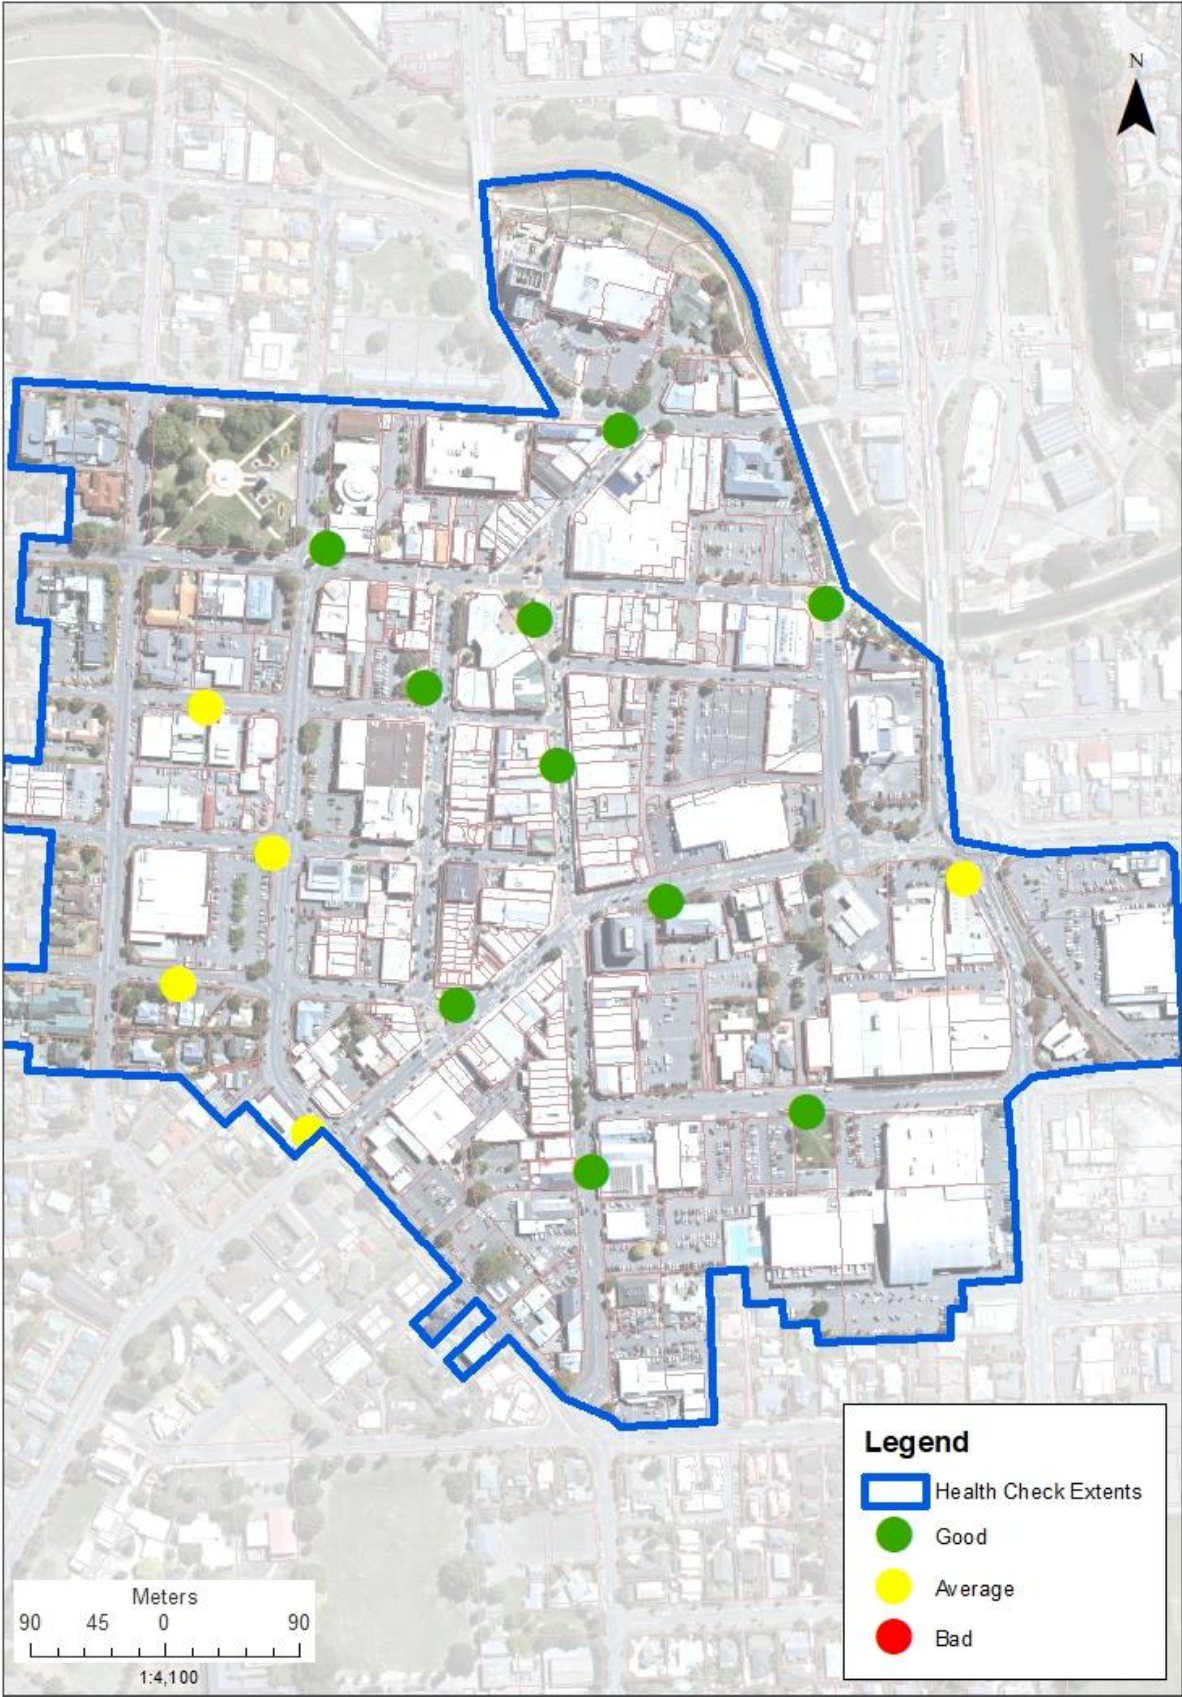 N
Legend
Health Check Extents
Good
Average
Bad
Meters
90 45 0 90
1:4,100